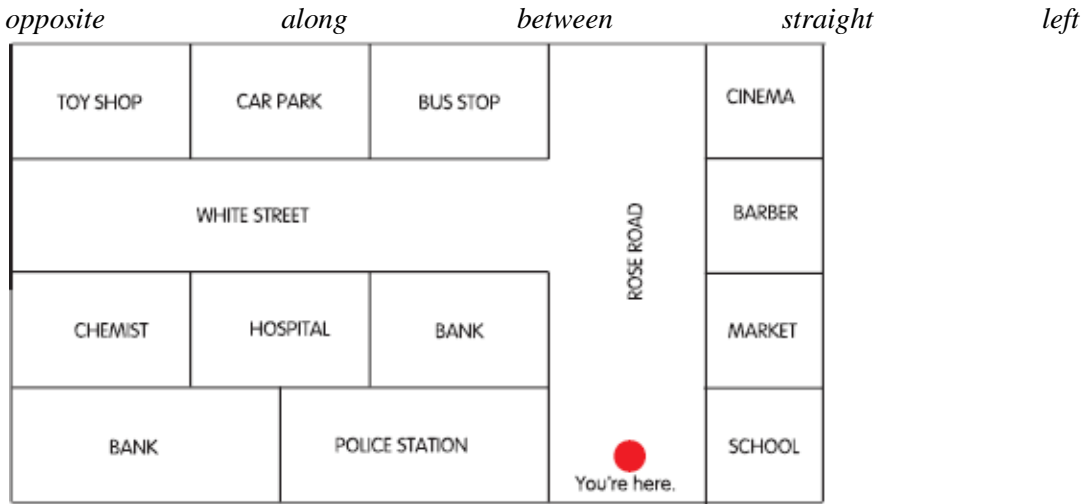 opposite along between straight left
TOY SHOP CAR PARK BUS STOP CINEMA
WHITE STREET ROSE ROAD BARBER
CHEMIST HOSPITAL BANK MARKET
BANK POLICE STATION SCHOOL
You're here.